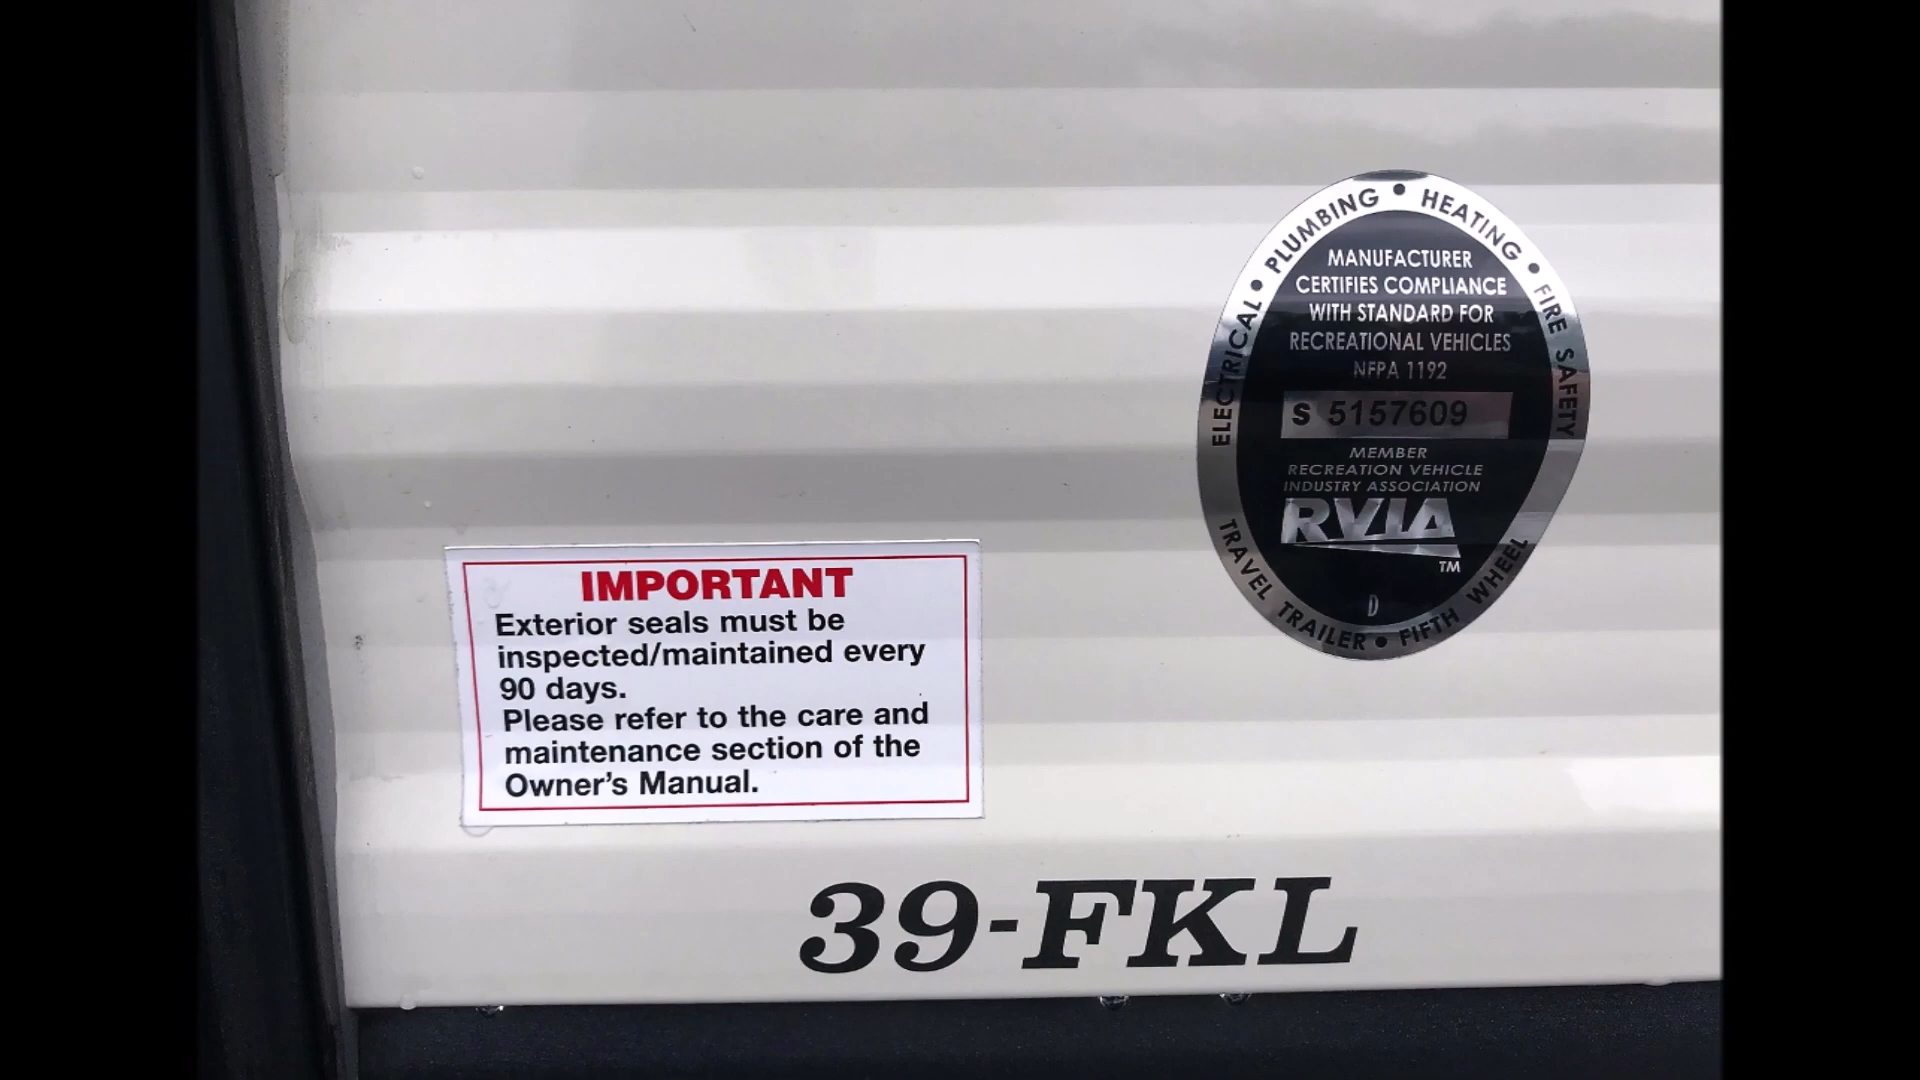 IMPORTANT
Exterior seals must be
inspected/maintained every
90 days.
Please refer to the care and
maintenance section of the
Owner's Manual.
ELECTRICAL • PLUMBING • HEATING • FIRE SAFETY
MANUFACTURER
CERTIFIES COMPLIANCE
WITH STANDARD FOR
RECREATIONAL VEHICLES
NFPA 1192
S 5157609
MEMBER
RECREATION VEHICLE
INDUSTRY ASSOCIATION
RVIA
TM
D
TRAVEL TRAILER • FIFTH WHEEL
39-FKL